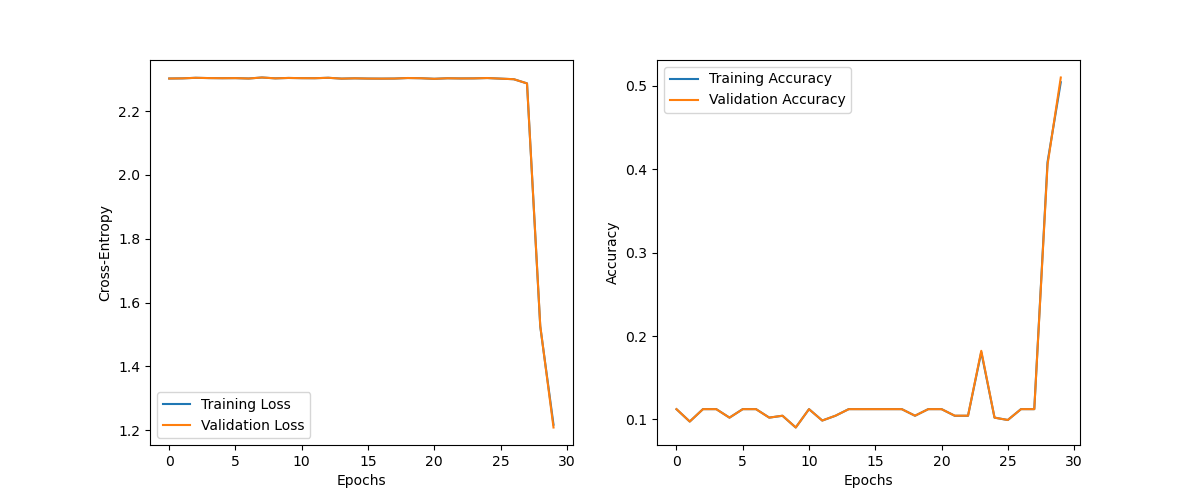 2.2
2.0
1.8
1.6
1.4
1.2
Cross-Entropy
Training Loss
Validation Loss
0 5 10 15 20 25 30
Epochs
Training Accuracy
Validation Accuracy
0.5
0.4
0.3
0.2
0.1
Accuracy
0 5 10 15 20 25 30
Epochs